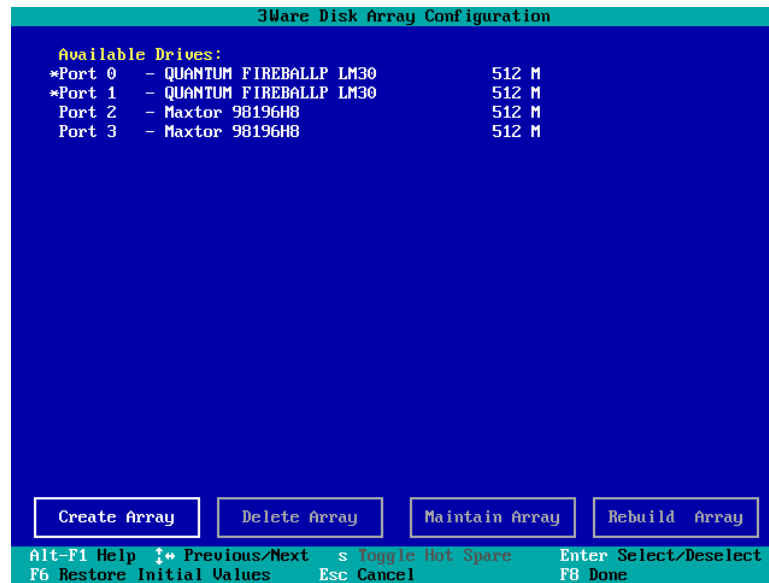 3Ware Disk Array Configuration
Available Drives:
*Port 0 - QUANTUM FIREBALLP LM30 512 M
*Port 1 - QUANTUM FIREBALLP LM30 512 M
Port 2 - Maxtor 98196H8 512 M
Port 3 - Maxtor 98196H8 512 M
Create Array Delete Array Maintain Array Rebuild Array
Alt-F1 Help ↕↔ Previous/Next s Toggle Hot Spare Enter Select/Deselect
F6 Restore Initial Values Esc Cancel F8 Done